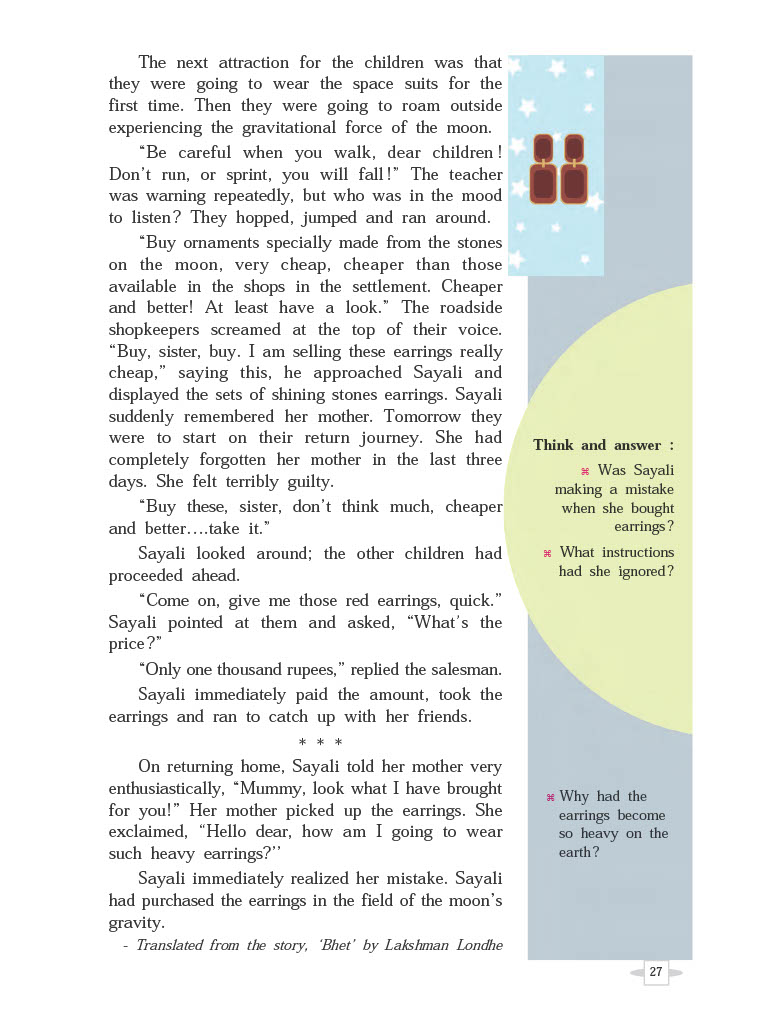 The next attraction for the children was that
they were going to wear the space suits for the
first time. Then they were going to roam outside
experiencing the gravitational force of the moon.
“Be careful when you walk, dear children !
Don’t run, or sprint, you will fall !” The teacher
was warning repeatedly, but who was in the mood
to listen? They hopped, jumped and ran around.
“Buy ornaments specially made from the stones
on the moon, very cheap, cheaper than those
available in the shops in the settlement. Cheaper
and better! At least have a look.” The roadside
shopkeepers screamed at the top of their voice.
“Buy, sister, buy. I am selling these earrings really
cheap,” saying this, he approached Sayali and
displayed the sets of shining stones earrings. Sayali
suddenly remembered her mother. Tomorrow they
were to start on their return journey. She had
completely forgotten her mother in the last three
days. She felt terribly guilty.
“Buy these, sister, don’t think much, cheaper
and better....take it.”
Sayali looked around; the other children had
proceeded ahead.
“Come on, give me those red earrings, quick.”
Sayali pointed at them and asked, “What’s the
price ?”
“Only one thousand rupees,” replied the salesman.
Sayali immediately paid the amount, took the
earrings and ran to catch up with her friends.
* * *
On returning home, Sayali told her mother very
enthusiastically, “Mummy, look what I have brought
for you!” Her mother picked up the earrings. She
exclaimed, “Hello dear, how am I going to wear
such heavy earrings?’’
Sayali immediately realized her mistake. Sayali
had purchased the earrings in the field of the moon’s
gravity.
- Translated from the story, ‘Bhet’ by Lakshman Londhe
Think and answer :
⌘ Was Sayali
making a mistake
when she bought
earrings ?
⌘ What instructions
had she ignored ?
⌘ Why had the
earrings become
so heavy on the
earth ?
27